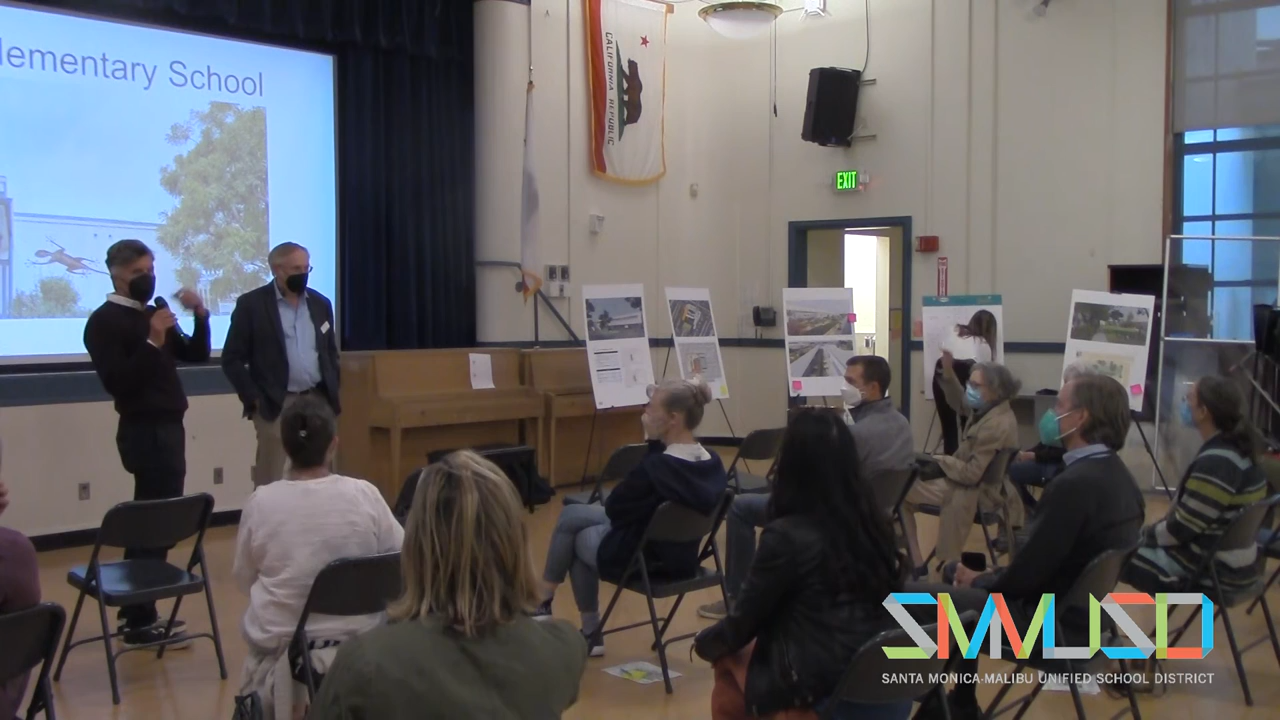 lementary School
CALIFORNIA REPUBLIC
EXIT
SMMUSD
SANTA MONICA-MALIBU UNIFIED SCHOOL DISTRICT